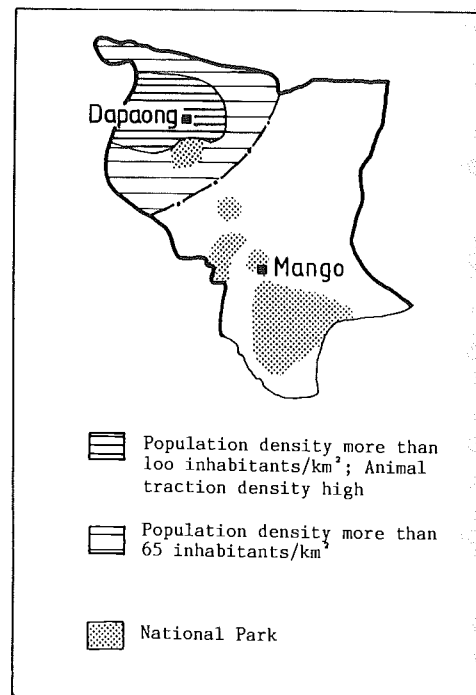 Dapaong
Mango
Population density more than
loo inhabitants/km²; Animal
traction density high
Population density more than
65 inhabitants/km²
National Park